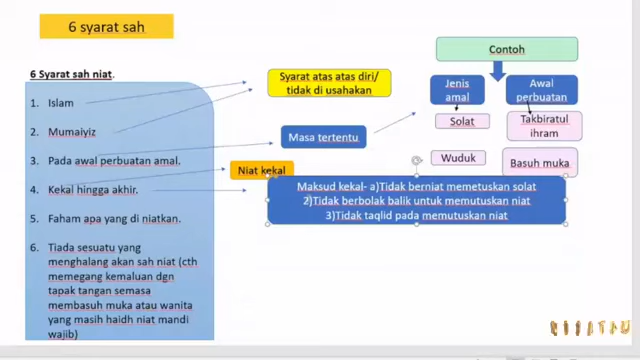 6 syarat sah
6 Syarat sah niat.
1. Islam
2. Mumaiyiz
3. Pada awal perbuatan amal.
4. Kekal hingga akhir.
5. Faham apa yang di niatkan.
6. Tiada sesuatu yang
menghalang akan sah niat (cth
memegang kemaluan dgn
tapak tangan semasa
membasuh muka atau wanita
yang masih haidh niat mandi
wajib)
Syarat atas atas diri/
tidak di usahakan
Masa tertentu
Niat kekal
Maksud kekal- a)Tidak berniat memetuskan solat
2)Tidak berbolak balik untuk memutuskan niat
3)Tidak taqlid pada memutuskan niat
Contoh
Jenis
amal
Awal
perbuatan
Solat
Takbiratul
ihram
Wuduk
Basuh muka